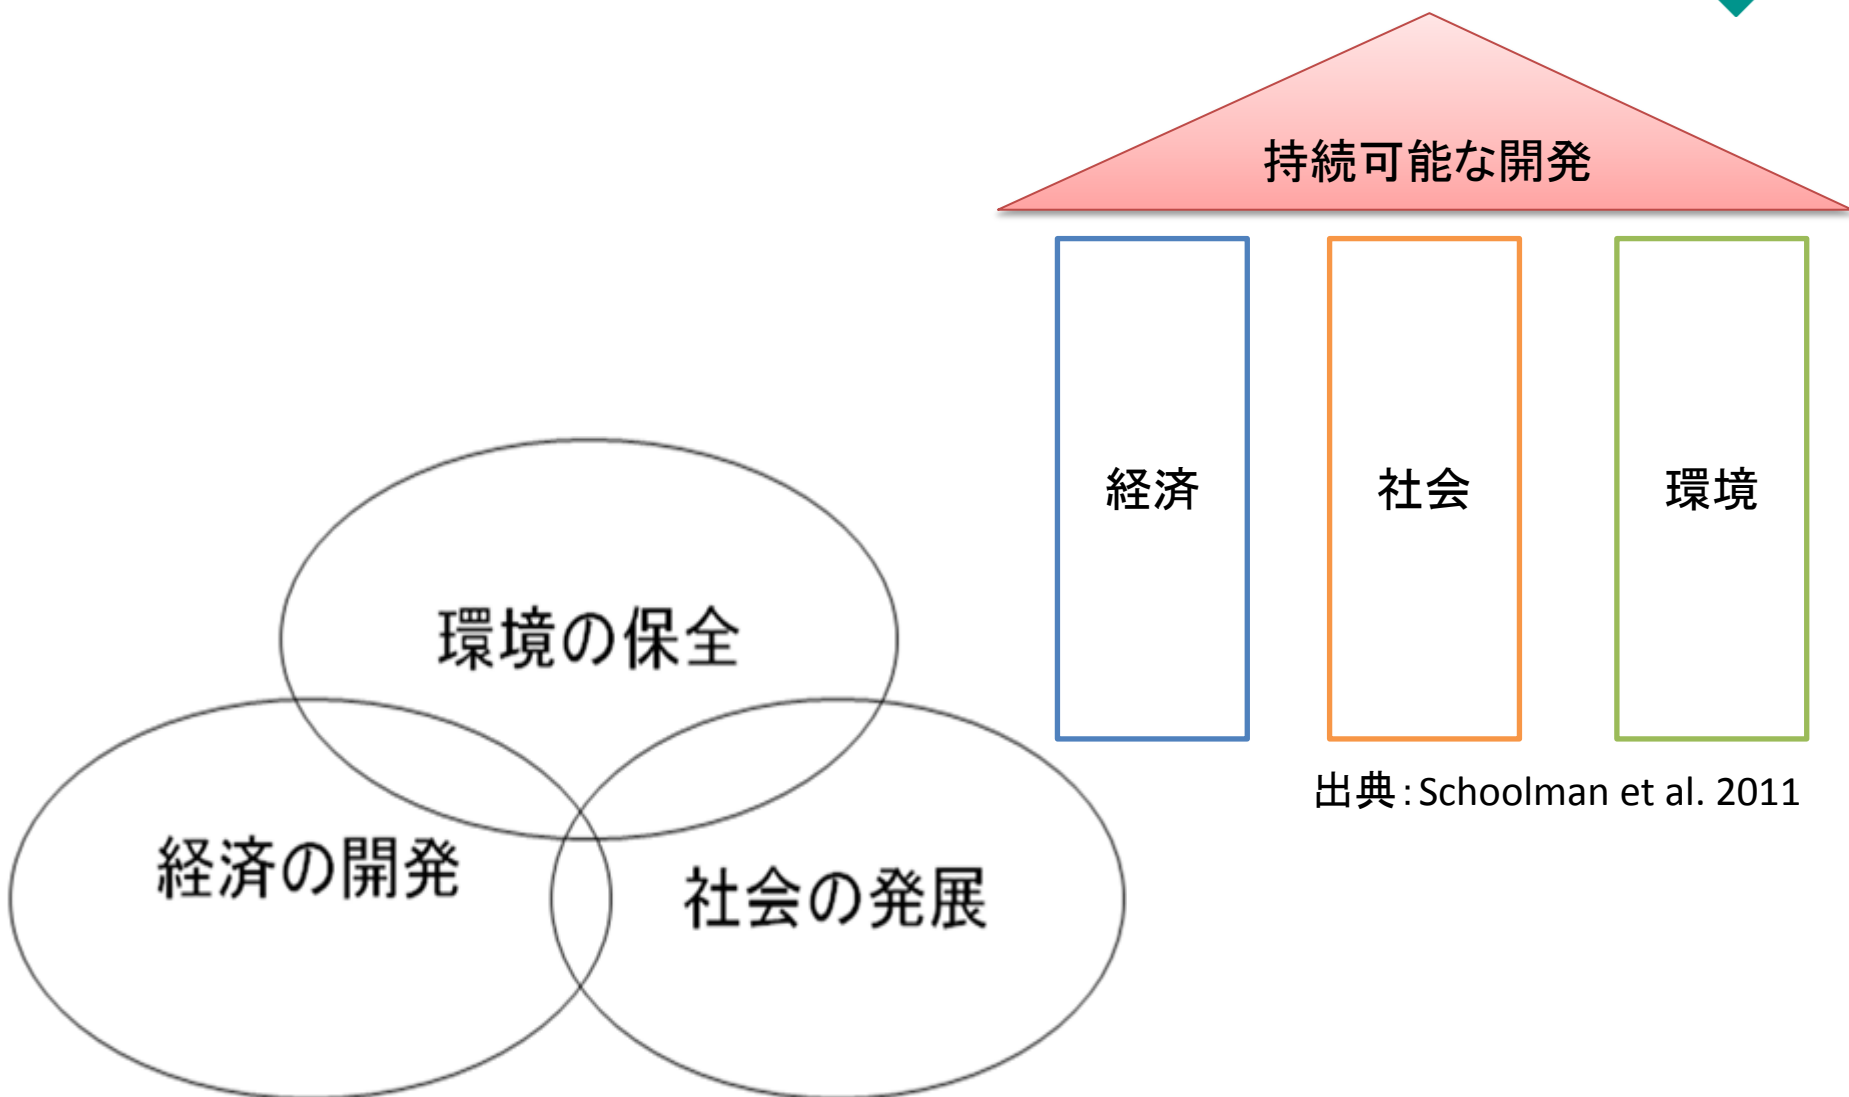 持続可能な開発
経済
社会
環境
出典：Schoolman et al. 2011
環境の保全
経済の開発
社会の発展